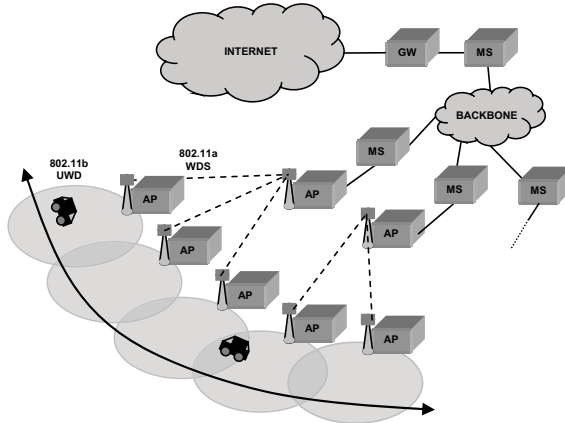 INTERNET
GW
MS
BACKBONE
MS
802.11b
UWD
802.11a
WDS
AP
AP
MS
MS
AP
AP
AP
AP
AP